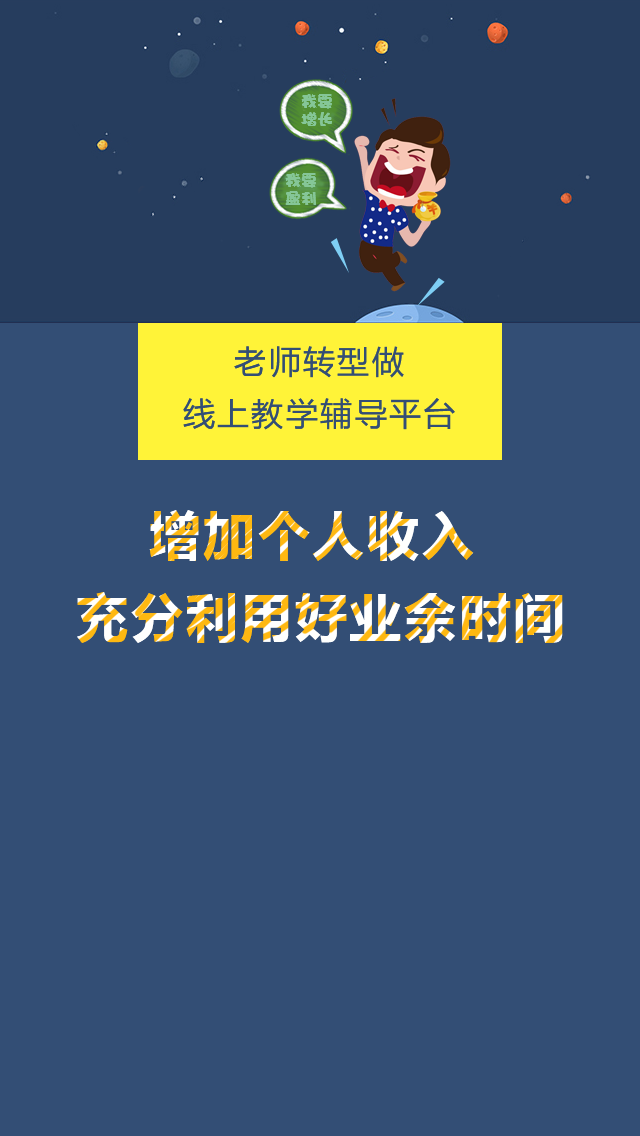 我要
增长
我要
盈利
老师转型做
线上教学辅导平台
增加个人收入
充分利用好业余时间